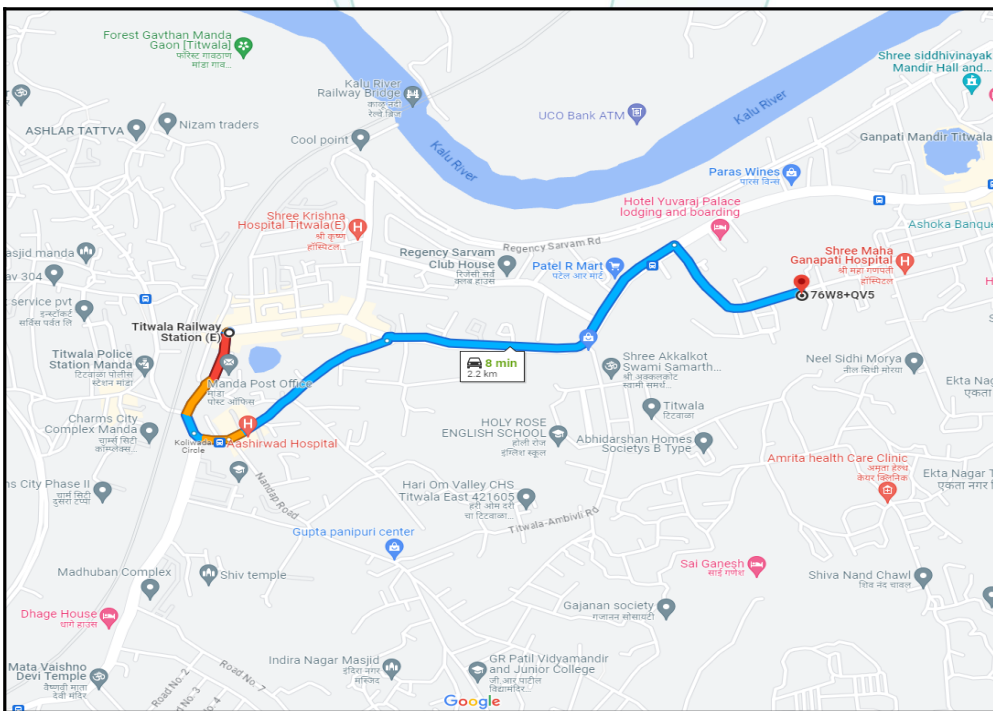 Forest Gavthan Manda
Gaon [Titwala]
फॉरेस्ट गावठाण
मांडा गाव...
Shree siddhivinayak
Mandir Hall and...
Kalu River
Railway Bridge
काळू नदी
रेल्वे ब्रिज
UCO Bank ATM
Kalu River
ASHLAR TATTVA
Nizam traders
Cool point
Ganpati Mandir Titwala
Kalu River
Paras Wines
पारस विन्स
Hotel Yuvaraj Palace
lodging and boarding
Shree Krishna
Hospital Titwala(E)
श्री कृष्ण
हॉस्पिटल...
Ashoka Banque
Regency Sarvam Rd
asjid manda
Regency Sarvam
Club House
रिजेंसी सर्व
क्लब हाउस
Shree Maha
Ganapati Hospital
श्री महा गणपती
हॉस्पिटल
av 304
Patel R Mart
पटेल आर मार्ट
76W8+QV5
t service pvt
इन्स्टॉकार्ट
सर्विस पर्वत लि
Titwala Railway
Station (E)
8 min
2.2 km
Titwala Police
Station Manda
टिटवाळा पोलीस
स्टेशन मांडा
Manda Post Office
मांडा
पोस्ट ऑफिस
Shree Akkalkot
Swami Samarth...
श्री अक्कलकोट
स्वामी समर्थ...
Neel Sidhi Morya
नील सिधी मोरया
Ekta Nag
एकता
Titwala
टिटवाळा
Charms City
Complex Manda
चार्म्स सिटी
कॉम्प्लेक्स...
Koliwada
Circle
Aashirwad Hospital
HOLY ROSE
ENGLISH SCHOOL
होली रोज
इंग्लिश स्कूल
Abhidarshan Homes
Societys B Type
Amrita health Care Clinic
अमृता हेल्थ
केयर क्लिनिक
Nandap Road
ns City Phase II
चार्म सिटी
दुसरा टप्पा
Hari Om Valley CHS
Titwala East 421605
हरी ओम दरी
चा टिटवाळा...
Ekta Nagar T
एकता नगर
Titwala-Ambivli Rd
Gupta panipuri center
Madhuban Complex
Shiv temple
Sai Ganesh
साई गणेश
Shiva Nand Chawl
शिव नंद चावल
Dhage House
धागे हाउस
Gajanan society
गजानन सोसायटी
Mata Vaishno
Devi Temple
वैष्णवी माता
देवी मंदिर
Road No. 2
Road No. 7
No. 3
No. 4
Indira Nagar Masjid
इंदिरा नगर
मस्जिद
GR Patil Vidyamandir
and Junior College
जी.आर पाटील
विद्यामंदिर...
Google